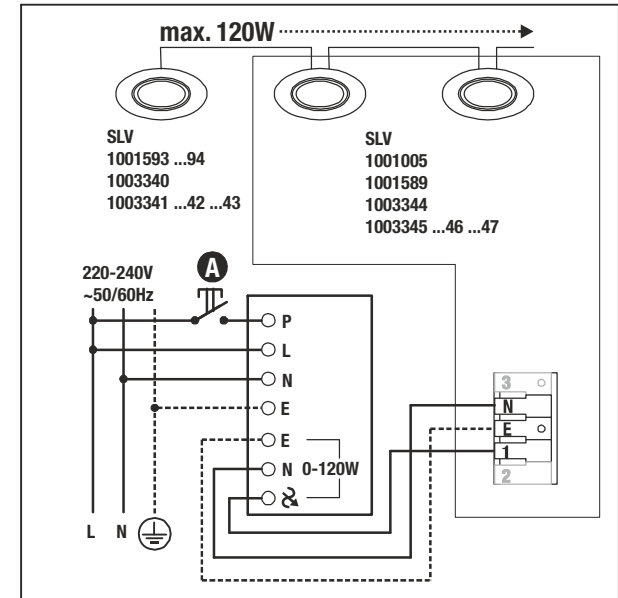 max. 120W
SLV
1001593 ...94
1003340
1003341 ...42 ...43
SLV
1001005
1001589
1003344
1003345 ...46 ...47
220-240V
~50/60Hz
A
P
L
N
E
E
N 0-120W
L N
3
N
E
1
2